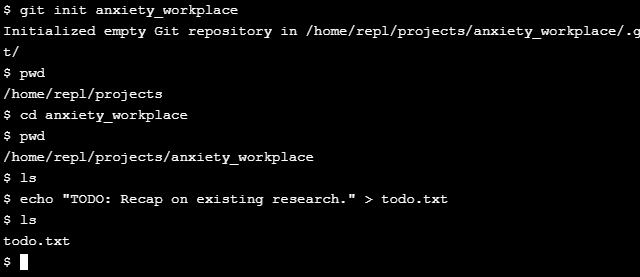 $ git init anxiety_workplace
Initialized empty Git repository in /home/repl/projects/anxiety_workplace/.g
t/
$ pwd
/home/repl/projects
$ cd anxiety_workplace
$ pwd
/home/repl/projects/anxiety_workplace
$ ls
$ echo "TODO: Recap on existing research." > todo.txt
$ ls
todo.txt
$